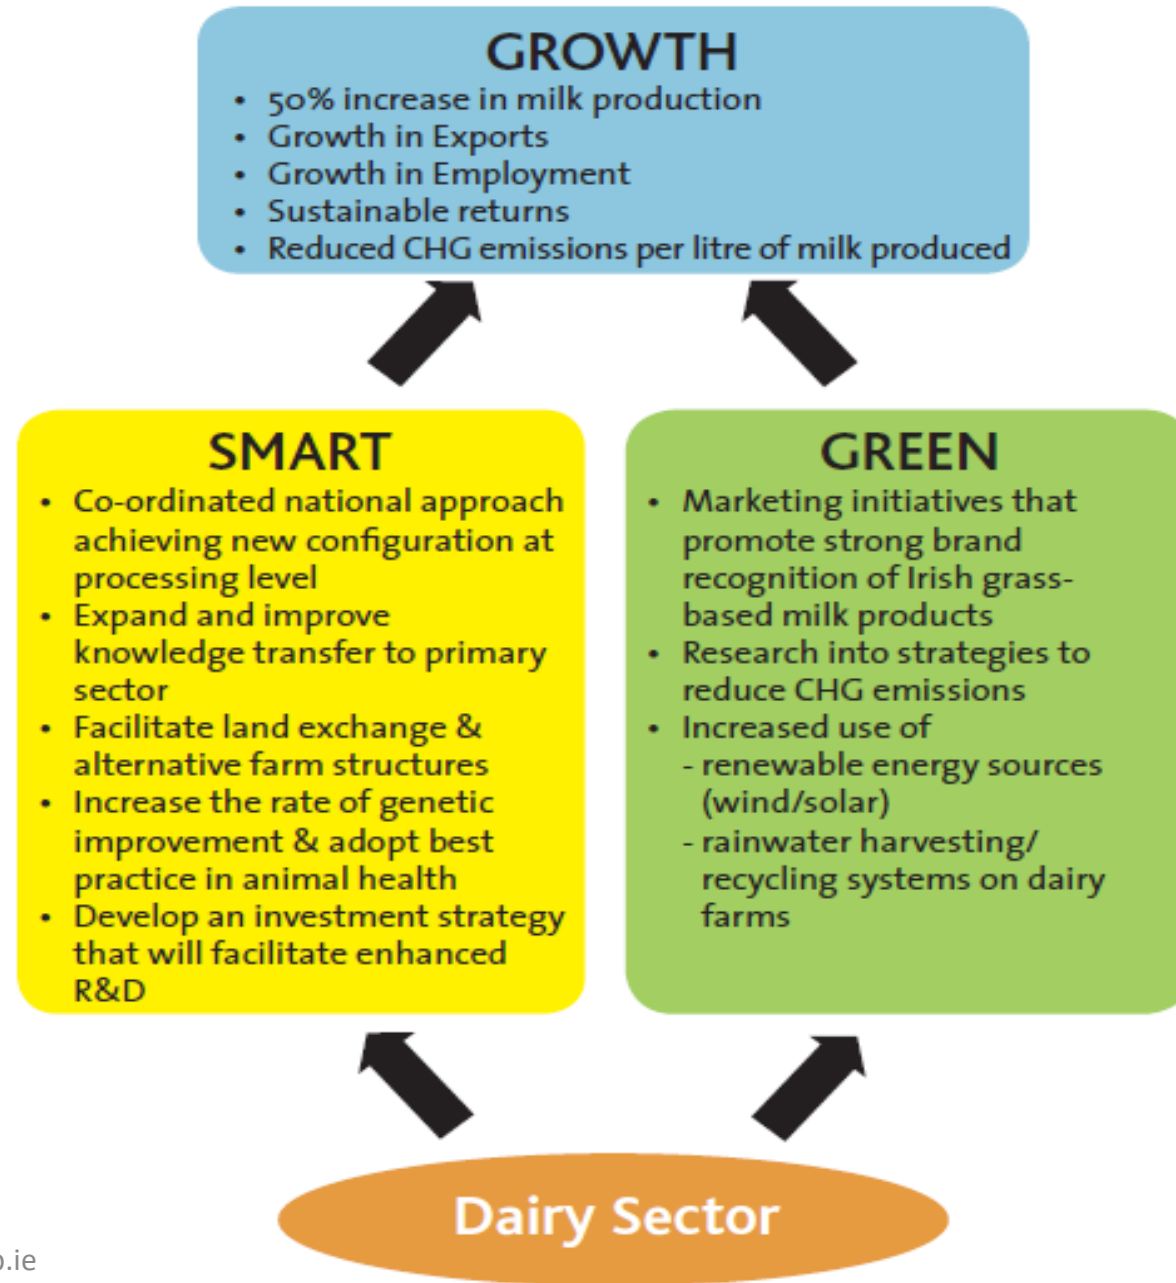 GROWTH
• 50% increase in milk production
• Growth in Exports
• Growth in Employment
• Sustainable returns
• Reduced CHG emissions per litre of milk produced
SMART
• Co-ordinated national approach
achieving new configuration at
processing level
• Expand and improve
knowledge transfer to primary
sector
• Facilitate land exchange &
alternative farm structures
• Increase the rate of genetic
improvement & adopt best
practice in animal health
• Develop an investment strategy
that will facilitate enhanced
R&D
GREEN
• Marketing initiatives that
promote strong brand
recognition of Irish grass-
based milk products
• Research into strategies to
reduce CHG emissions
• Increased use of
- renewable energy sources
(wind/solar)
- rainwater harvesting/
recycling systems on dairy
farms
Dairy Sector
.ie